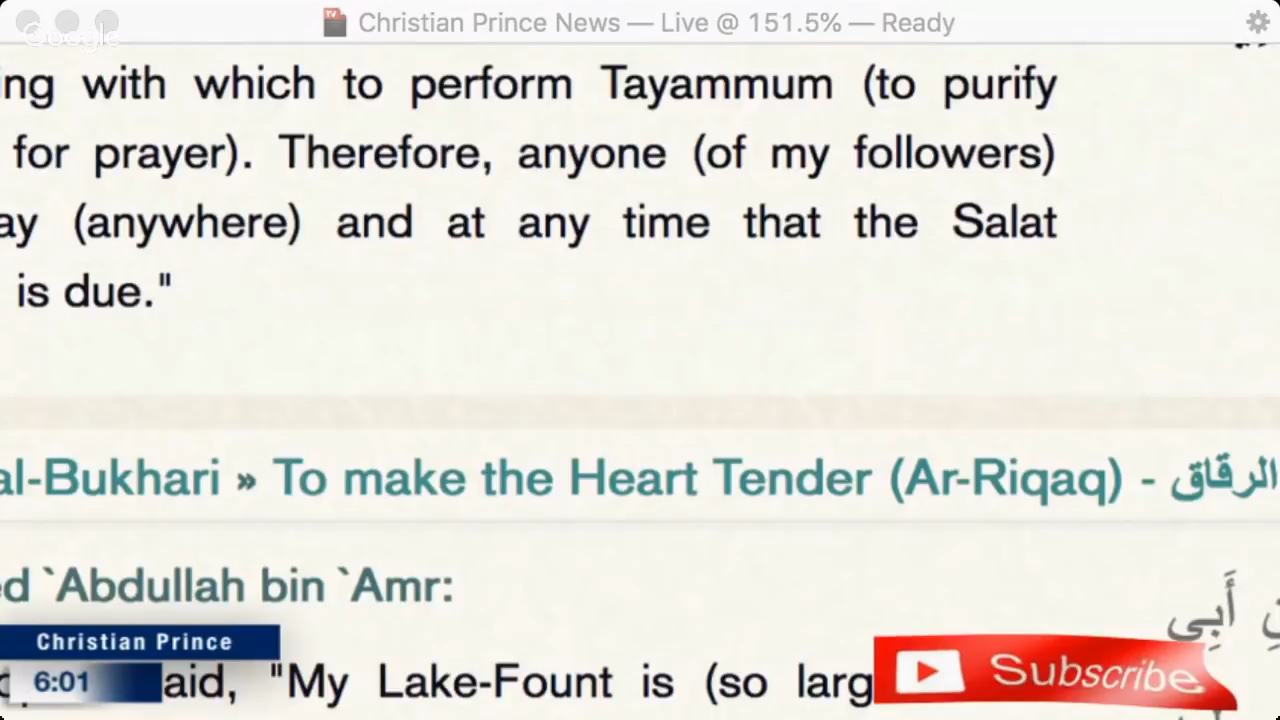 Google
Christian Prince News — Live @ 151.5% — Ready
ing with which to perform Tayammum (to purify
for prayer). Therefore, anyone (of my followers)
ay (anywhere) and at any time that the Salat
is due."
al-Bukhari » To make the Heart Tender (Ar-Riqaq) - الرقاق
ed `Abdullah bin `Amr:
أَبِي
Christian Prince
6:01
aid, "My Lake-Fount is (so larg
Subscribe